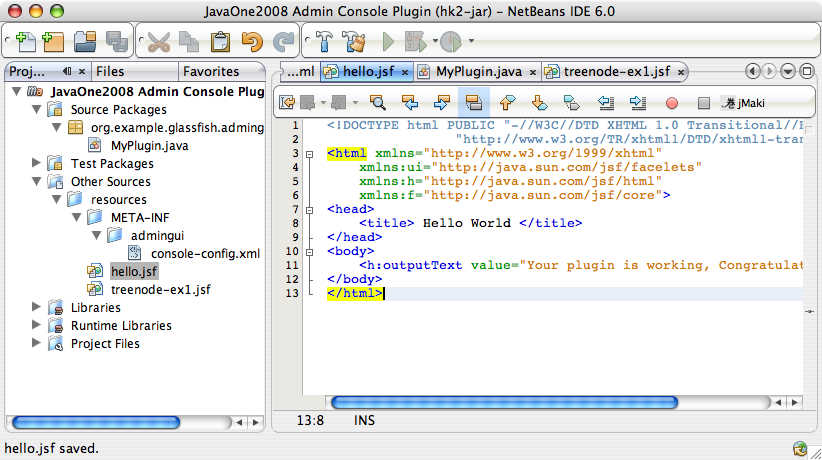 JavaOne2008 Admin Console Plugin (hk2-jar) – NetBeans IDE 6.0
Proj...
Files
Favorites
JavaOne2008 Admin Console Plug
Source Packages
org.example.glassfish.adming
MyPlugin.java
Test Packages
Other Sources
resources
META-INF
admingui
console-config.xml
hello.jsf
treenode-ex1.jsf
Libraries
Runtime Libraries
Project Files
...ml
hello.jsf
MyPlugin.java
treenode-ex1.jsf
jMaki
1 <!DOCTYPE html PUBLIC "-//W3C//DTD XHTML 1.0 Transitional//
2 "http://www.w3.org/TR/xhtml1/DTD/xhtml1-tran
3 <html xmlns="http://www.w3.org/1999/xhtml"
4 xmlns:ui="http://java.sun.com/jsf/facelets"
5 xmlns:h="http://java.sun.com/jsf/html"
6 xmlns:f="http://java.sun.com/jsf/core">
7 <head>
8 <title> Hello World </title>
9 </head>
10 <body>
11 <h:outputText value="Your plugin is working, Congratulat
12 </body>
13 </html>
13:8 INS
hello.jsf saved.